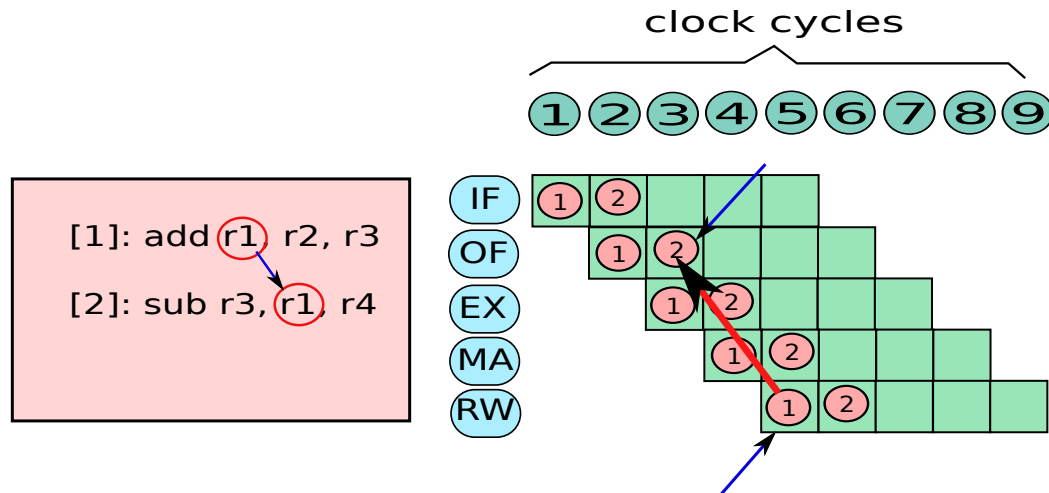 clock cycles
1 2 3 4 5 6 7 8 9
[1]: add r1, r2, r3
[2]: sub r3, r1, r4
IF 1 2
OF 1 2
EX 1 2
MA 1 2
RW 1 2